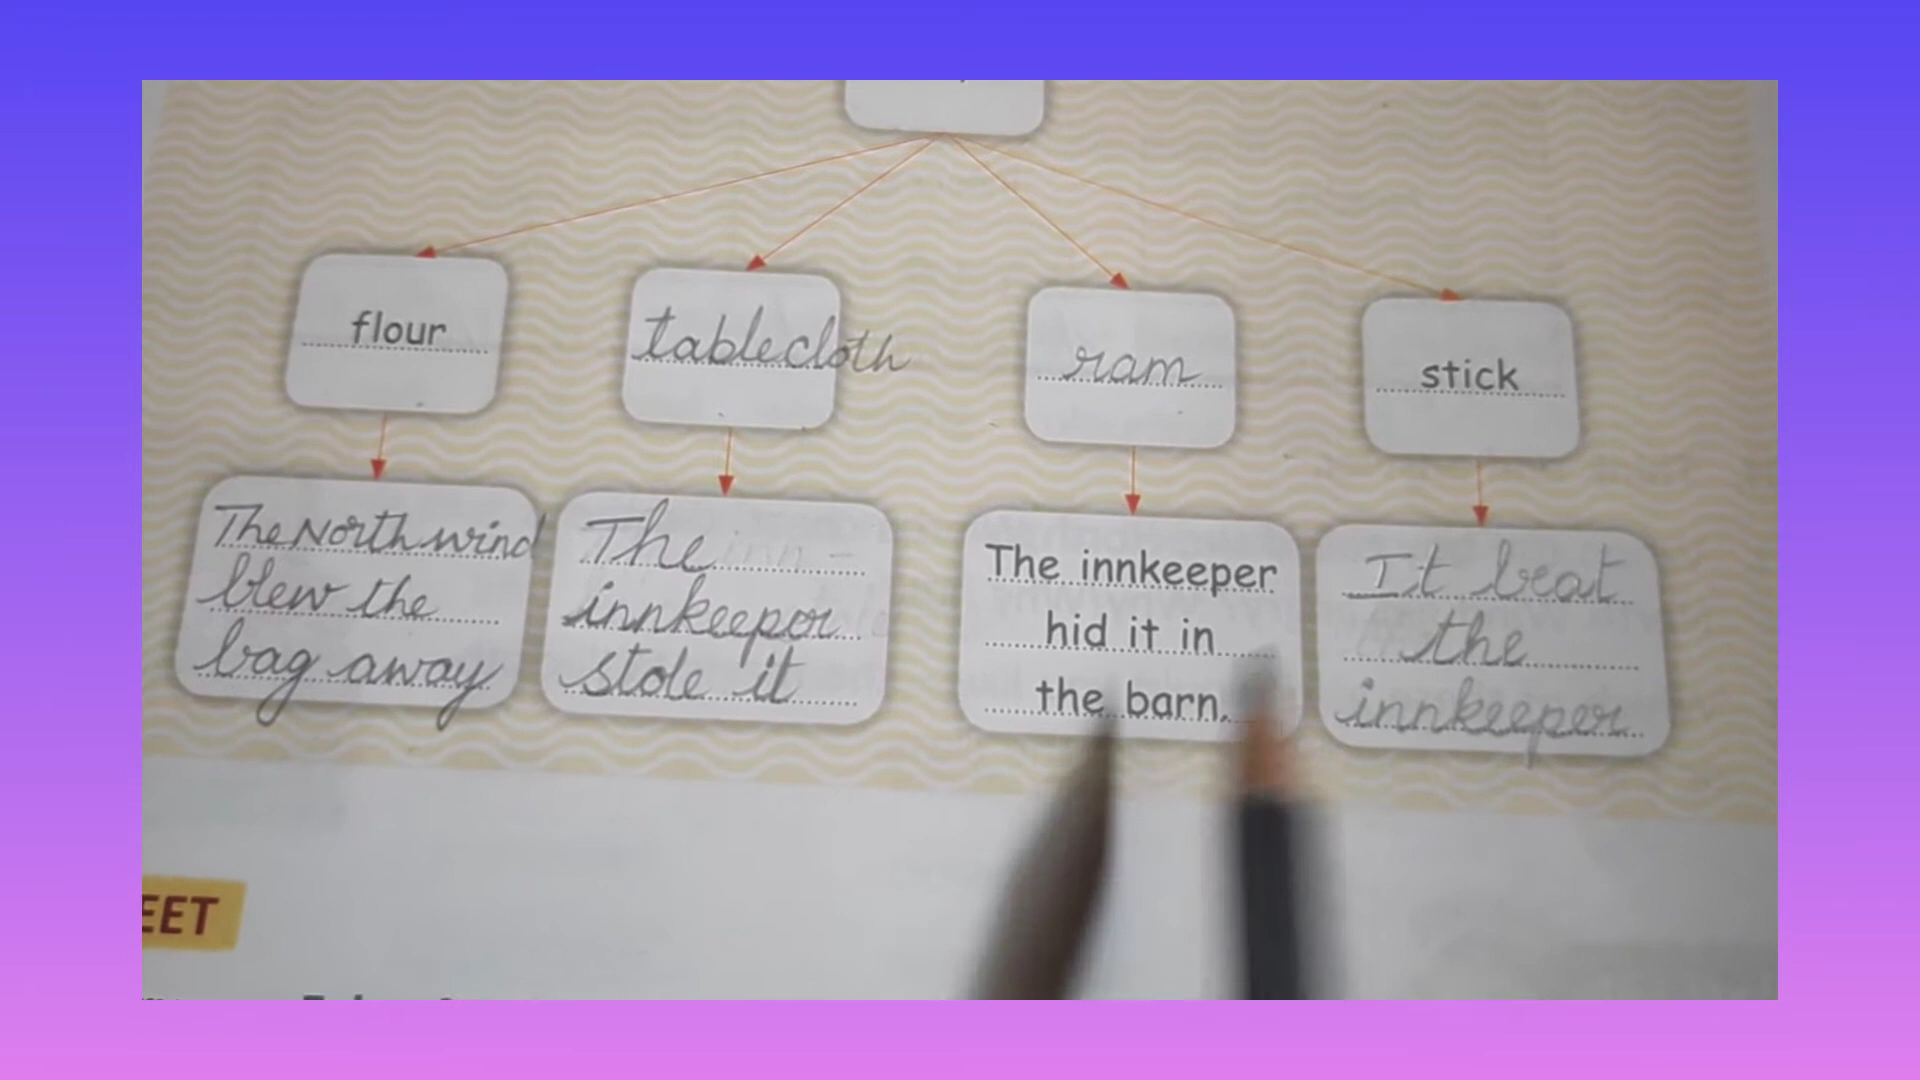 flour
tablecloth
ram
stick
The North wind
blew the
bag away
The inn-
innkeeper
stole it
The innkeeper
hid it in
the barn.
It beat
the
innkeeper
EET